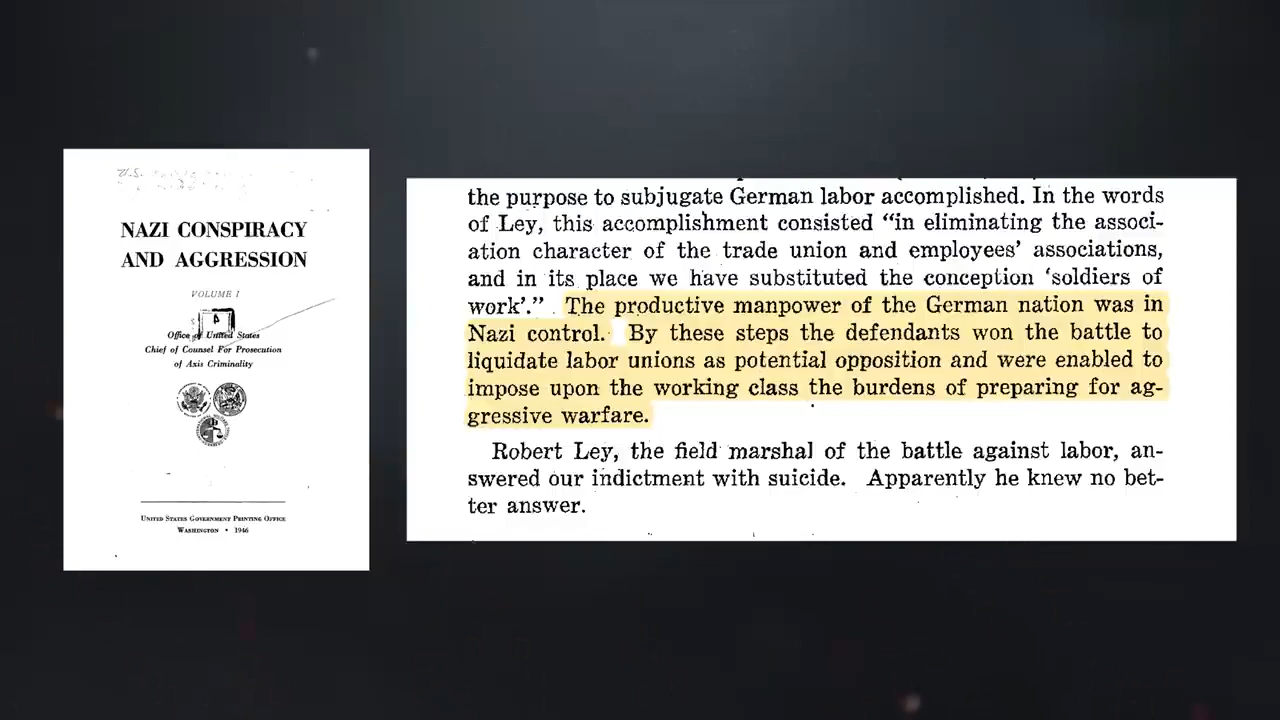 NAZI CONSPIRACY
AND AGGRESSION
VOLUME I
Office of United States
Chief of Counsel For Prosecution
of Axis Criminality
UNITED STATES GOVERNMENT PRINTING OFFICE
WASHINGTON • 1946
the purpose to subjugate German labor accomplished. In the words
of Ley, this accomplishment consisted “in eliminating the associ-
ation character of the trade union and employees’ associations,
and in its place we have substituted the conception ‘soldiers of
work’.” The productive manpower of the German nation was in
Nazi control. By these steps the defendants won the battle to
liquidate labor unions as potential opposition and were enabled to
impose upon the working class the burdens of preparing for ag-
gressive warfare.
Robert Ley, the field marshal of the battle against labor, an-
swered our indictment with suicide. Apparently he knew no bet-
ter answer.